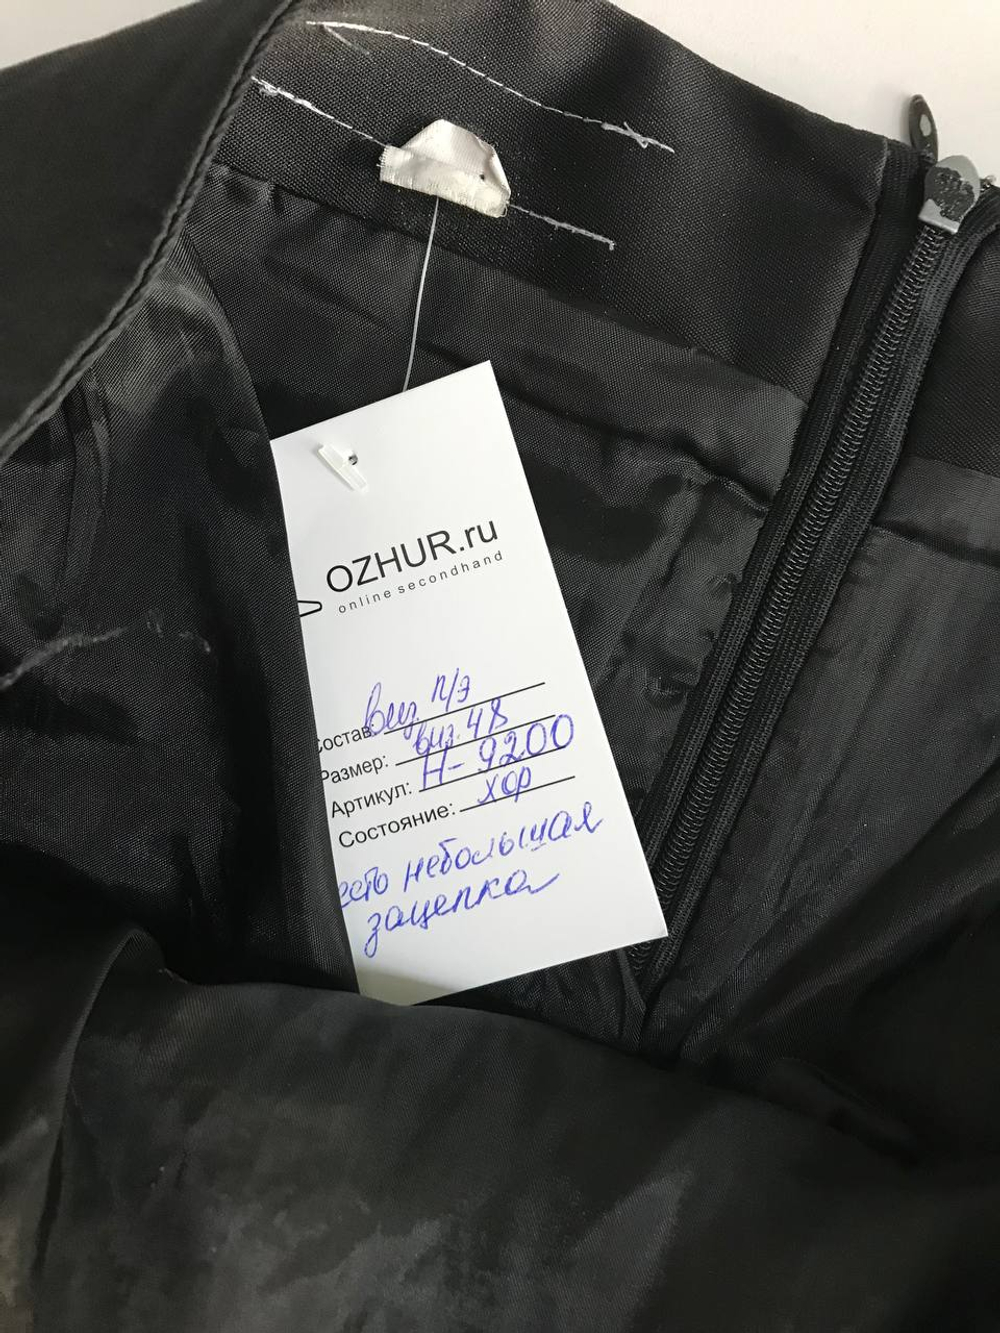 OZHUR.ru
online secondhand
Состав: виз. п/э
Размер: виз. 48
Артикул: Н-9200
Состояние: хор
есть небольшая
зацепка